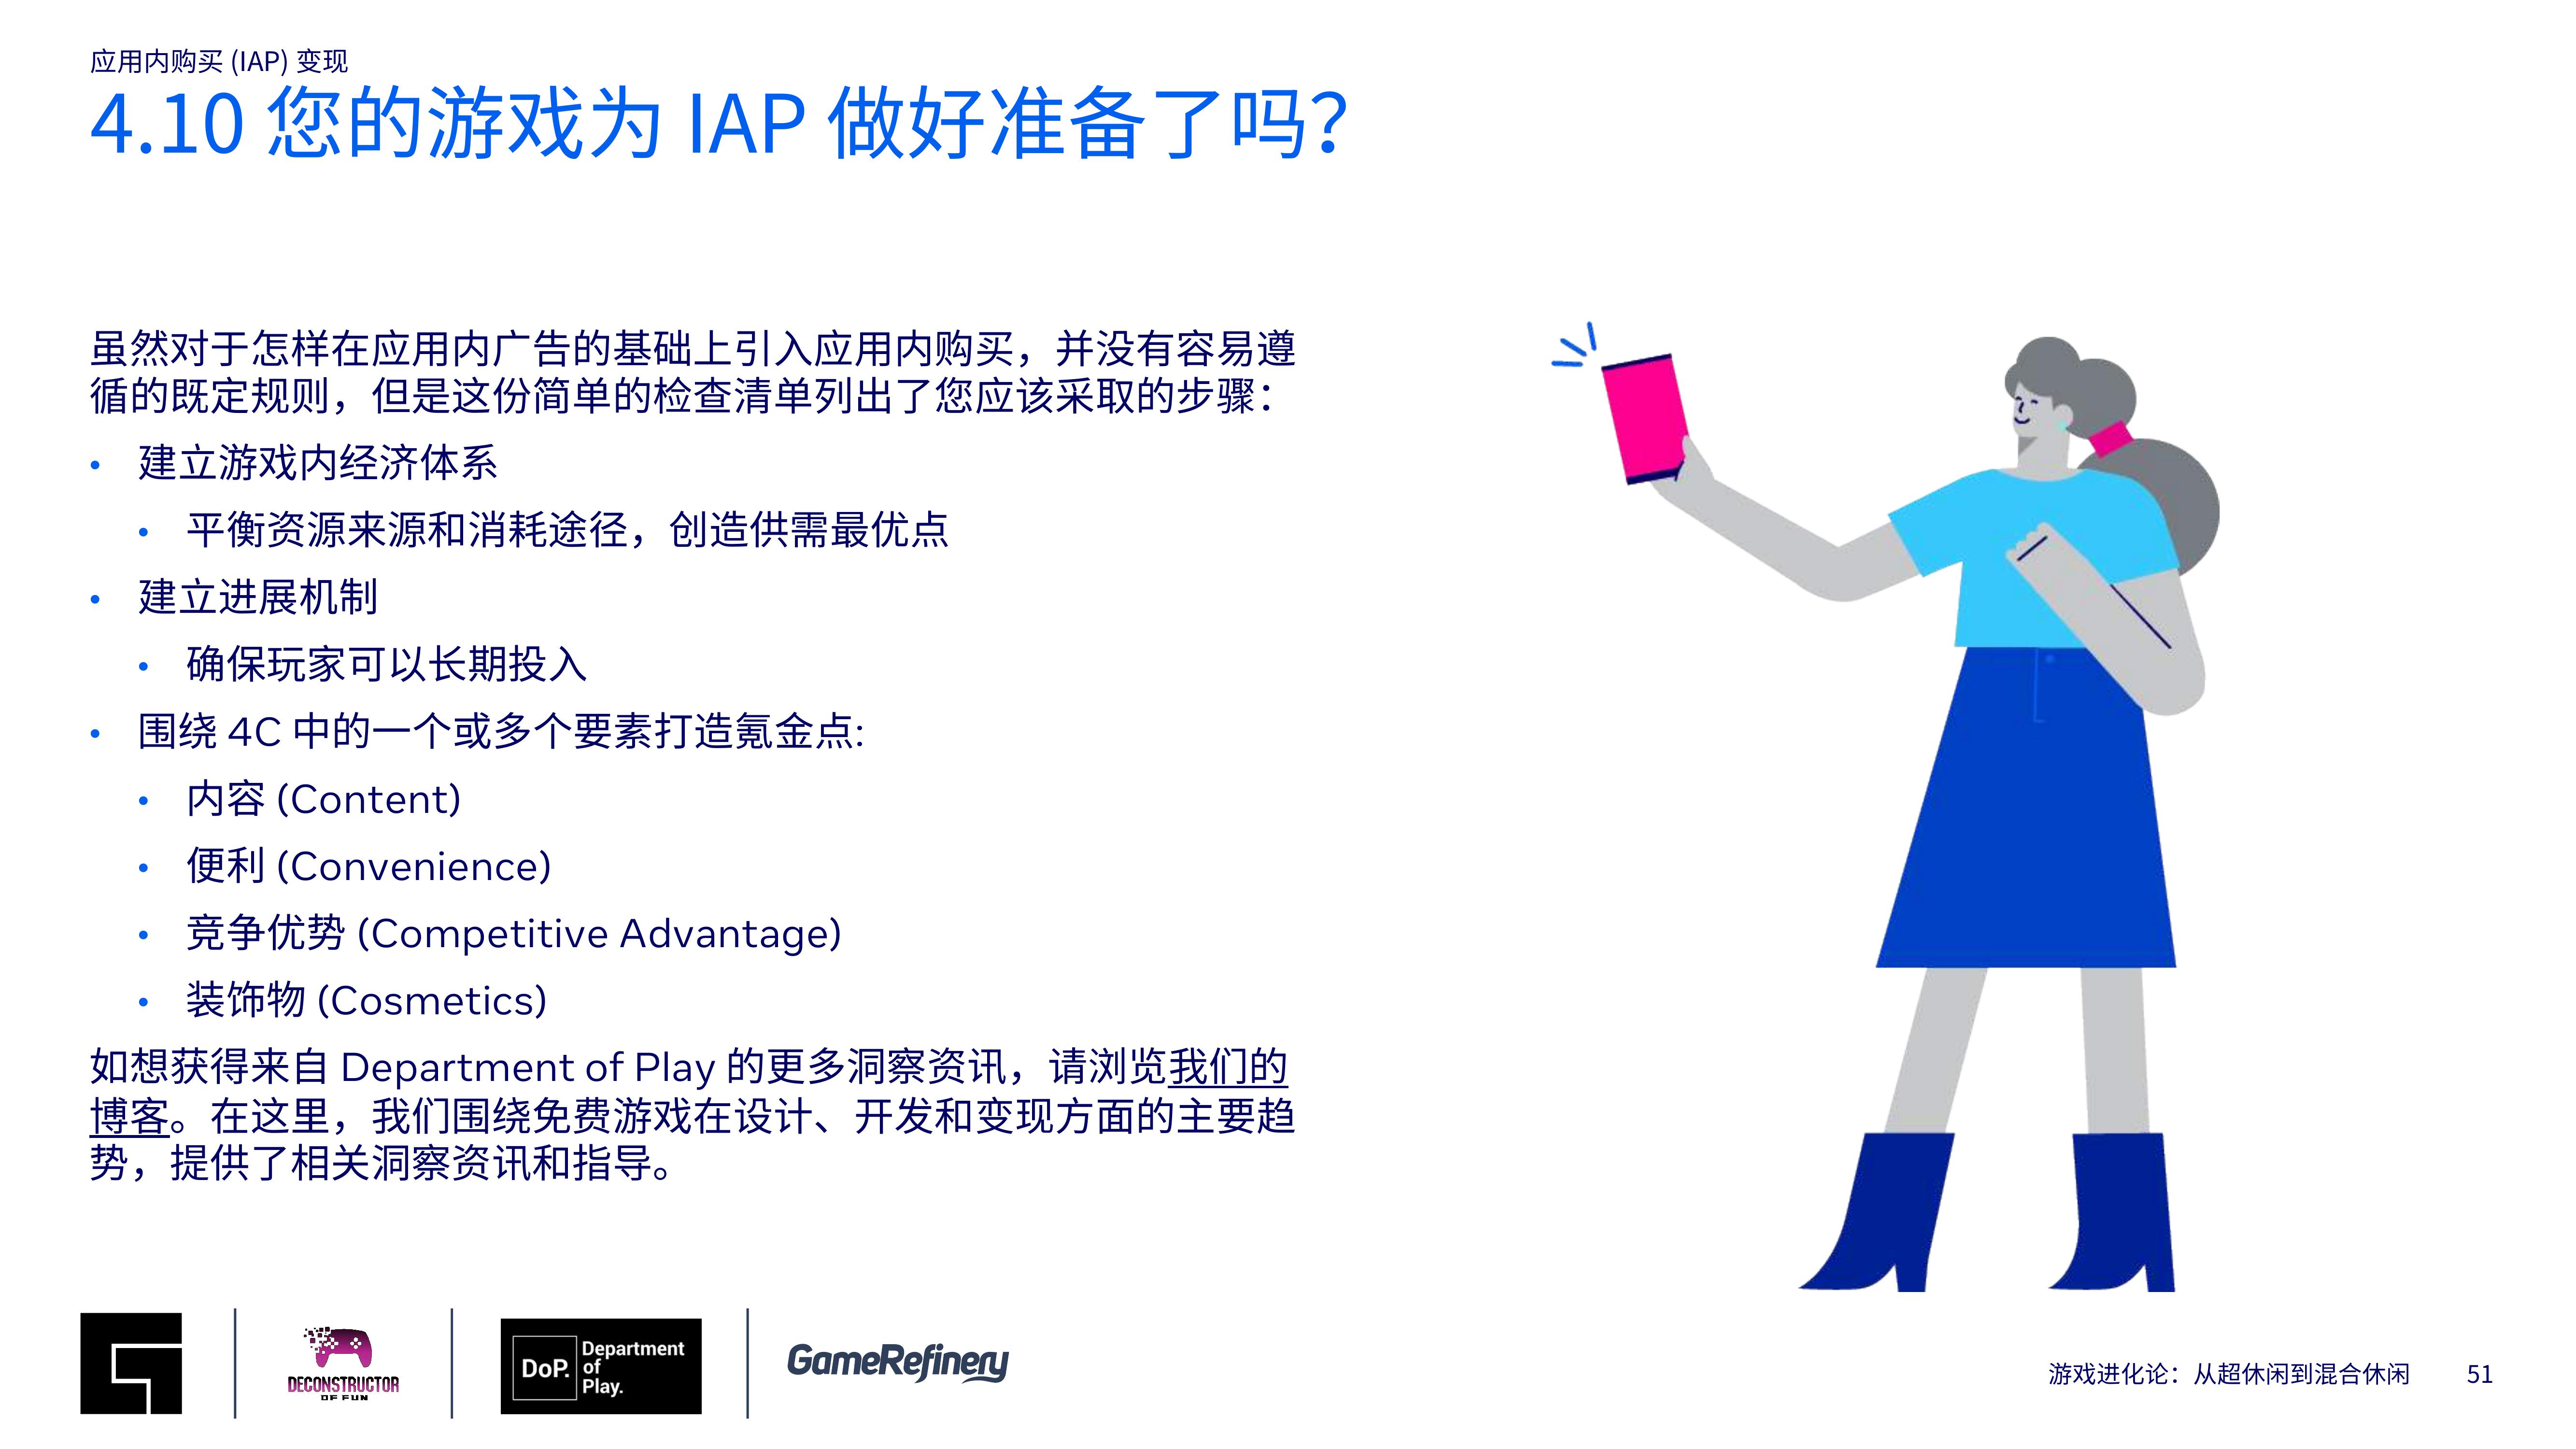 应用内购买 (IAP) 变现
4.10 您的游戏为 IAP 做好准备了吗？
虽然对于怎样在应用内广告的基础上引入应用内购买，并没有容易遵
循的既定规则，但是这份简单的检查清单列出了您应该采取的步骤：
• 建立游戏内经济体系
• 平衡资源来源和消耗途径，创造供需最优点
• 建立进展机制
• 确保玩家可以长期投入
• 围绕 4C 中的一个或多个要素打造氪金点:
• 内容 (Content)
• 便利 (Convenience)
• 竞争优势 (Competitive Advantage)
• 装饰物 (Cosmetics)
如想获得来自 Department of Play 的更多洞察资讯，请浏览我们的
博客。在这里，我们围绕免费游戏在设计、开发和变现方面的主要趋
势，提供了相关洞察资讯和指导。
DECONSTRUCTOR
OF FUN
DoP.
Department
of
Play.
GameRefinery
游戏进化论：从超休闲到混合休闲 51